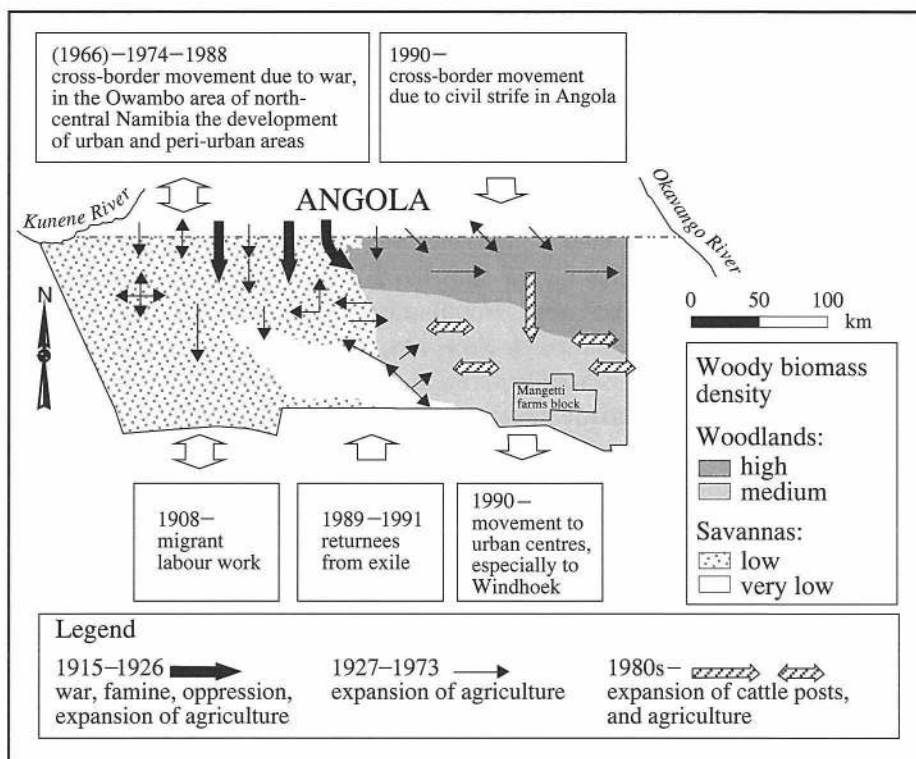 (1966)–1974–1988
cross-border movement due to war,
in the Owambo area of north-
central Namibia the development
of urban and peri-urban areas
1990–
cross-border movement
due to civil strife in Angola
Kunene River
ANGOLA
Okavango River
N
0 50 100
km
Mangetti
farms block
Woody biomass
density
Woodlands:
high
medium
Savannas:
low
very low
1908–
migrant
labour work
1989–1991
returnees
from exile
1990–
movement to
urban centres,
especially to
Windhoek
Legend
1915–1926
war, famine, oppression,
expansion of agriculture
1927–1973
expansion of agriculture
1980s–
expansion of cattle posts,
and agriculture